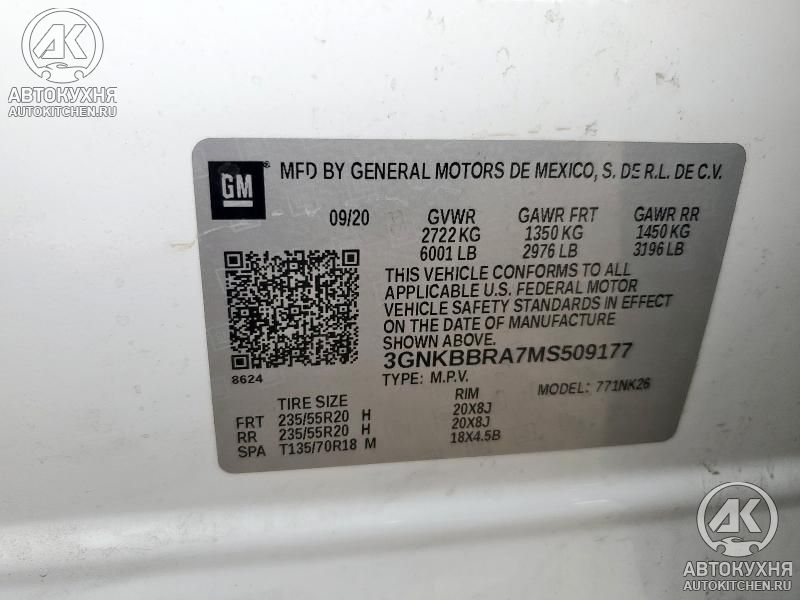 AK
АВТОКУХНЯ
AUTOKITCHEN.RU
GM
MFD BY GENERAL MOTORS DE MEXICO, S. DE R.L. DE C.V.
09/20 GVWR GAWR FRT GAWR RR
2722 KG 1350 KG 1450 KG
6001 LB 2976 LB 3196 LB
THIS VEHICLE CONFORMS TO ALL
APPLICABLE U.S. FEDERAL MOTOR
VEHICLE SAFETY STANDARDS IN EFFECT
ON THE DATE OF MANUFACTURE
SHOWN ABOVE.
3GNKBBRA7MS509177
8624
TYPE: M.P.V. MODEL: 771NK26
TIRE SIZE RIM
FRT 235/55R20 H 20X8J
RR 235/55R20 H 20X8J
SPA T135/70R18 M 18X4.5B
AK
АВТОКУХНЯ
AUTOKITCHEN.RU